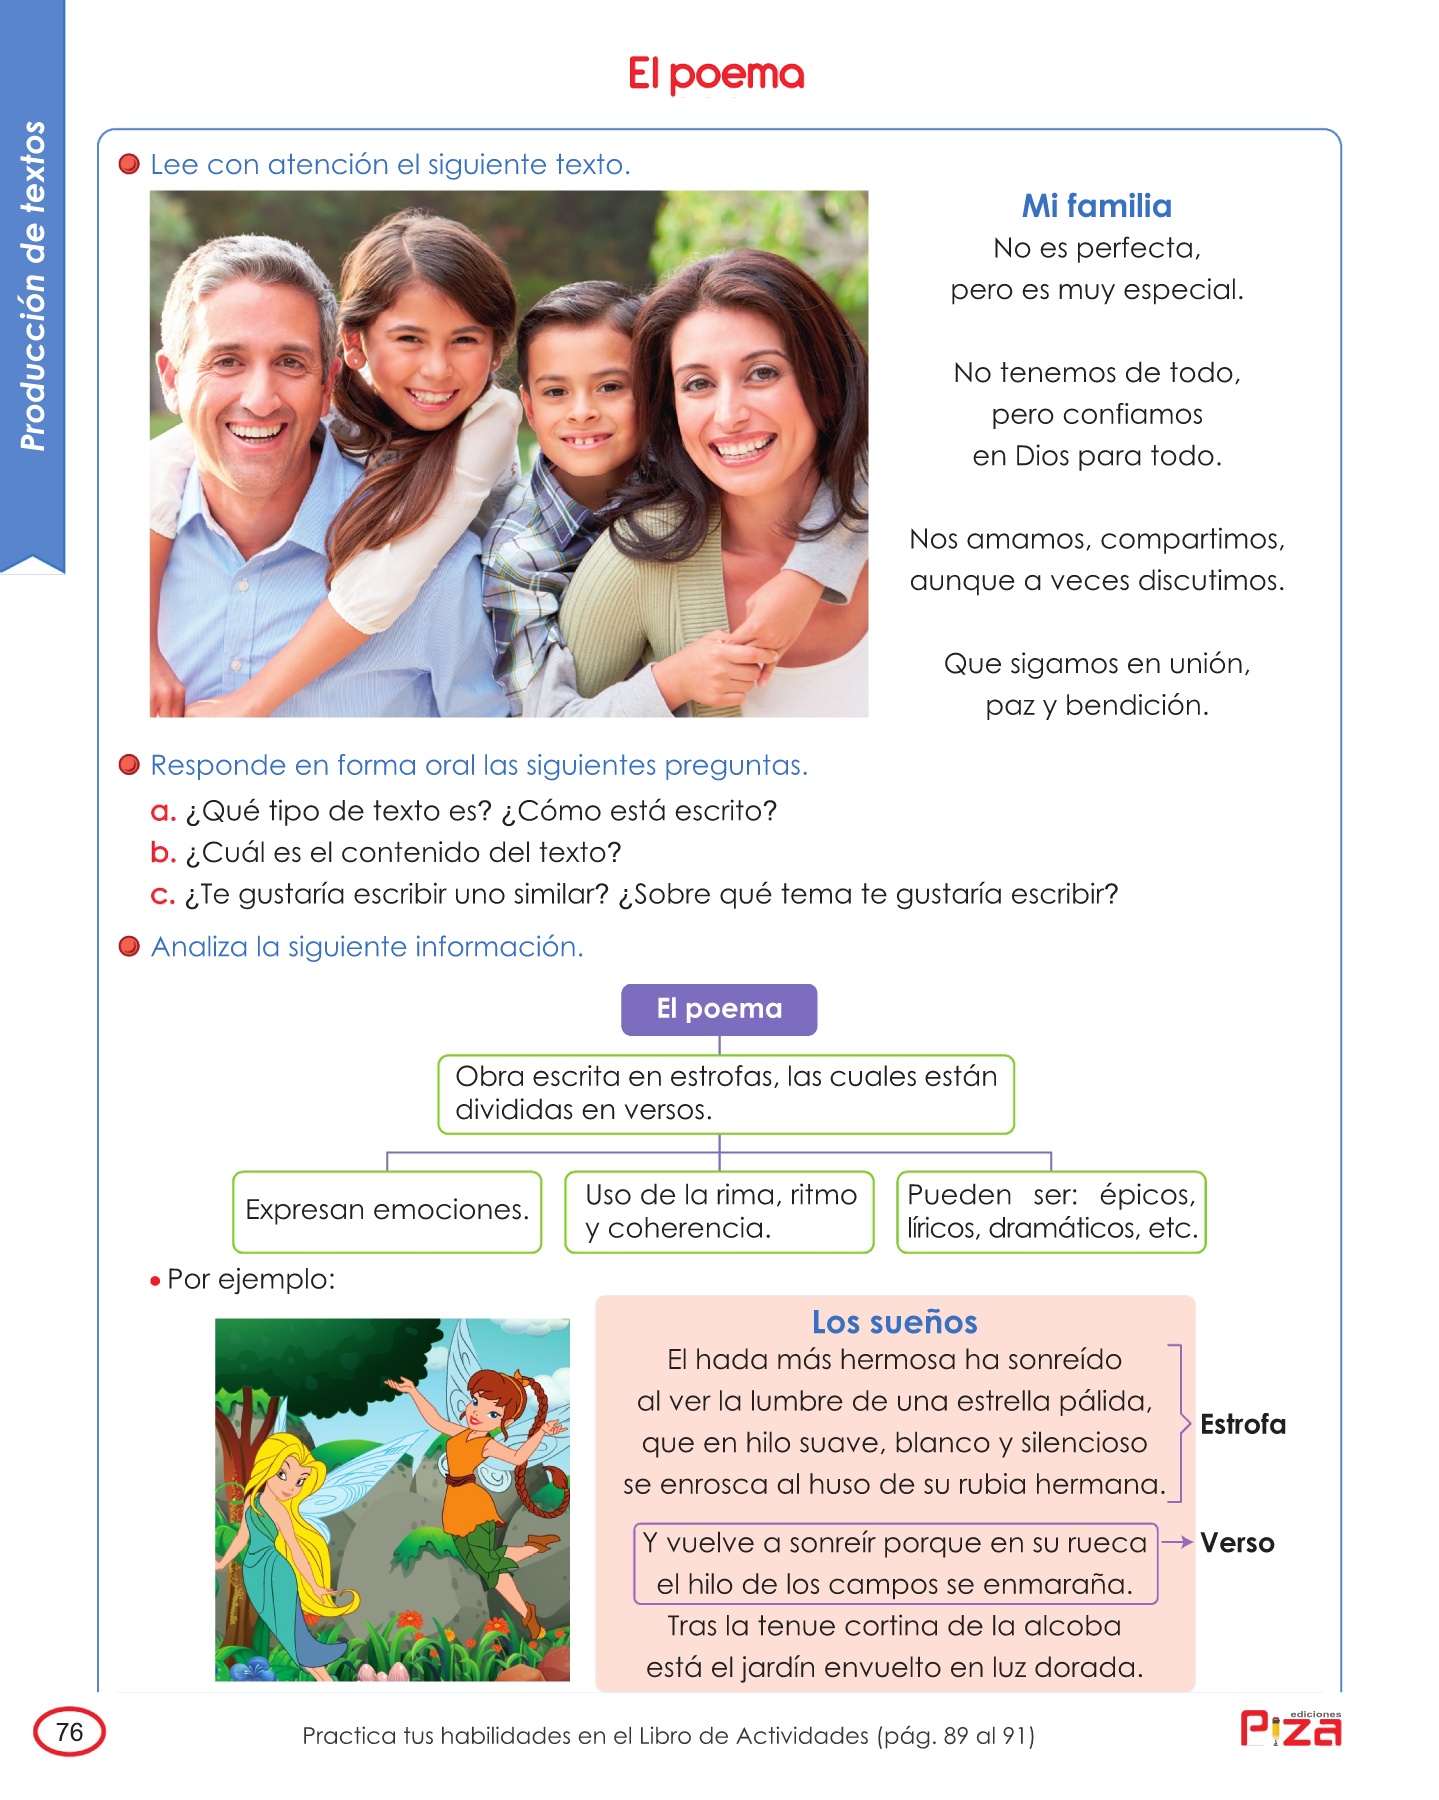 El poema
Producción de textos
Lee con atención el siguiente texto.
Mi familia
No es perfecta,
pero es muy especial.
No tenemos de todo,
pero confiamos
en Dios para todo.
Nos amamos, compartimos,
aunque a veces discutimos.
Que sigamos en unión,
paz y bendición.
Responde en forma oral las siguientes preguntas.
a. ¿Qué tipo de texto es? ¿Cómo está escrito?
b. ¿Cuál es el contenido del texto?
c. ¿Te gustaría escribir uno similar? ¿Sobre qué tema te gustaría escribir?
Analiza la siguiente información.
El poema
Obra escrita en estrofas, las cuales están
divididas en versos.
Expresan emociones.
Uso de la rima, ritmo
y coherencia.
Pueden ser: épicos,
líricos, dramáticos, etc.
• Por ejemplo:
Los sueños
El hada más hermosa ha sonreído
al ver la lumbre de una estrella pálida,
que en hilo suave, blanco y silencioso
se enrosca al huso de su rubia hermana.
Estrofa
Y vuelve a sonreír porque en su rueca
el hilo de los campos se enmaraña.
Verso
Tras la tenue cortina de la alcoba
está el jardín envuelto en luz dorada.
76
Practica tus habilidades en el Libro de Actividades (pág. 89 al 91)
ediciones
Piza